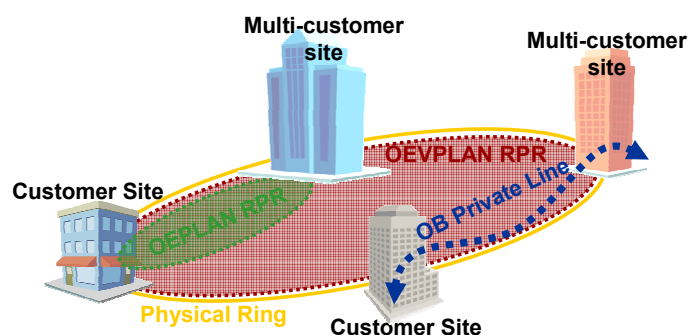 Multi-customer
site
Multi-customer
site
OEVPLAN RPR
Customer Site
OEPLAN RPR
OB Private Line
Physical Ring
Customer Site